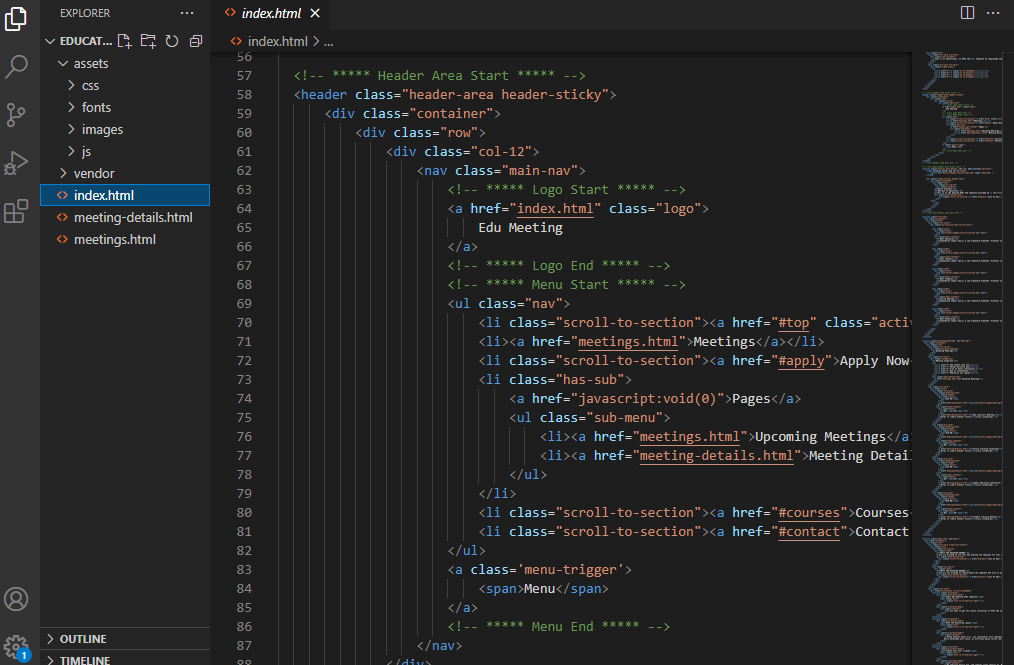 EXPLORER
index.html
EDUCAT...
index.html > ...
assets
css
fonts
images
js
vendor
index.html
meeting-details.html
meetings.html
OUTLINE
TIMELINE
1
56
57 <!-- ***** Header Area Start ***** -->
58 <header class="header-area header-sticky">
59 <div class="container">
60 <div class="row">
61 <div class="col-12">
62 <nav class="main-nav">
63 <!-- ***** Logo Start ***** -->
64 <a href="index.html" class="logo">
65 Edu Meeting
66 </a>
67 <!-- ***** Logo End ***** -->
68 <!-- ***** Menu Start ***** -->
69 <ul class="nav">
70 <li class="scroll-to-section"><a href="#top" class="acti
71 <li><a href="meetings.html">Meetings</a></li>
72 <li class="scroll-to-section"><a href="#apply">Apply Now
73 <li class="has-sub">
74 <a href="javascript:void(0)">Pages</a>
75 <ul class="sub-menu">
76 <li><a href="meetings.html">Upcoming Meetings</a
77 <li><a href="meeting-details.html">Meeting Detail
78 </ul>
79 </li>
80 <li class="scroll-to-section"><a href="#courses">Courses
81 <li class="scroll-to-section"><a href="#contact">Contact
82 </ul>
83 <a class='menu-trigger'>
84 <span>Menu</span>
85 </a>
86 <!-- ***** Menu End ***** -->
87 </nav>
88 </div>